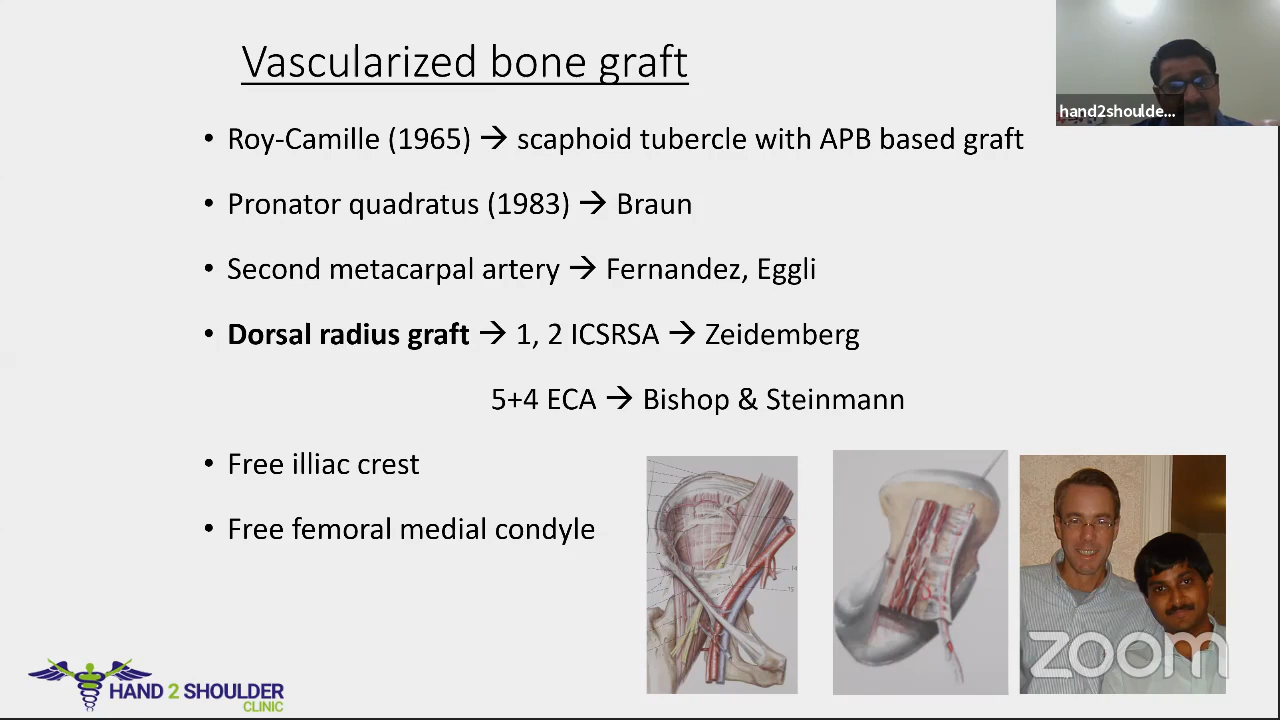 Vascularized bone graft
hand2shoulde...
• Roy-Camille (1965) → scaphoid tubercle with APB based graft
• Pronator quadratus (1983) → Braun
• Second metacarpal artery → Fernandez, Eggli
• Dorsal radius graft → 1, 2 ICSRSA → Zeidemberg
5+4 ECA → Bishop & Steinmann
• Free illiac crest
• Free femoral medial condyle
14
15
zoom
HAND 2 SHOULDER
CLINIC